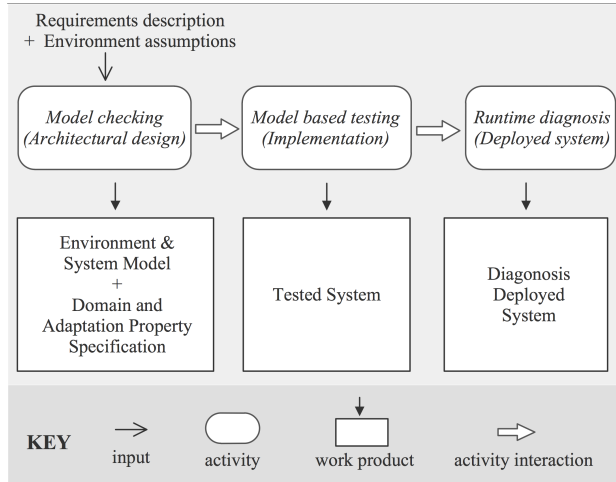 Requirements description
+ Environment assumptions
Model checking
(Architectural design)
Model based testing
(Implementation)
Runtime diagnosis
(Deployed system)
Environment &
System Model
+
Domain and
Adaptation Property
Specification
Tested System
Diagonosis
Deployed
System
KEY
input
activity
work product
activity interaction